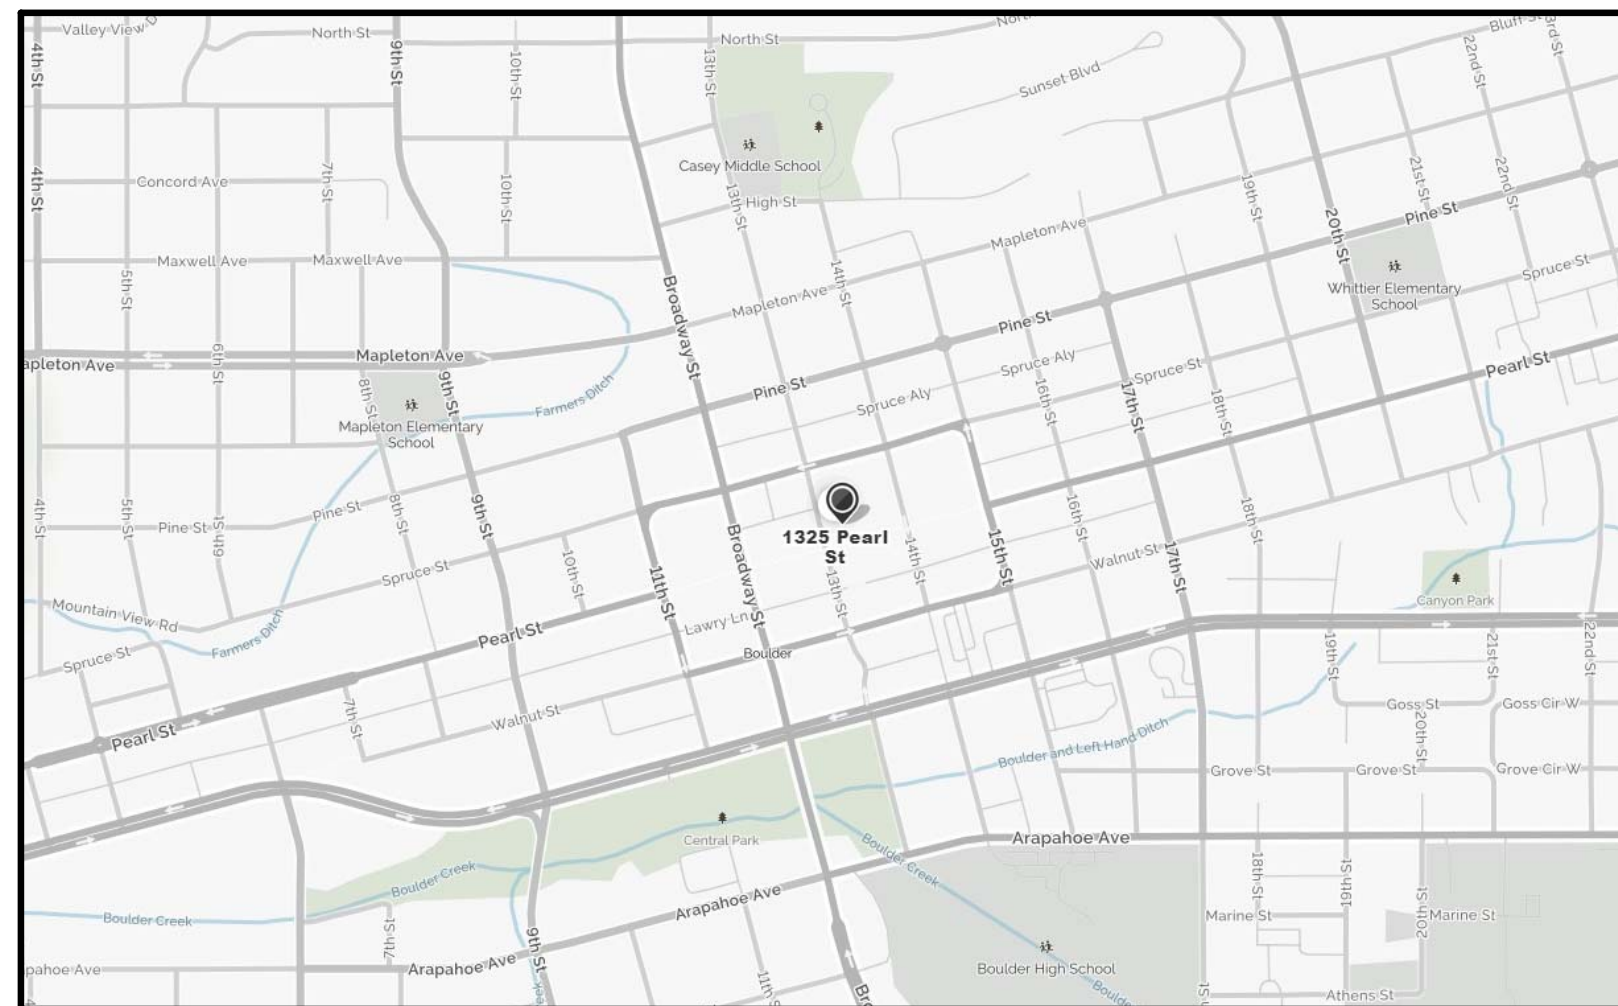 Valley View D
North St
North St
4th St
9th St
10th St
13th St
Sunset Blvd
22nd St
3rd St
Bluff St
Casey Middle School
4th St
Concord Ave
7th St
10th St
13th St
High St
19th St
21st St
22nd St
20th St
Pine St
Maxwell Ave
Maxwell Ave
5th St
Broadway St
Mapleton Ave
14th St
Mapleton Ave
Whittier Elementary
School
Spruce St
Pine St
apleton Ave
Mapleton Ave
6th St
8th St
9th St
Farmers Ditch
Pine St
Spruce Aly
Spruce Aly
16th St
Spruce St
17th St
18th St
Pearl St
Mapleton Elementary
School
4th St
5th St
Pine St
6th St
Pine St
8th St
9th St
16th St
18th St
1325 Pearl
St
Broadway St
14th St
15th St
Walnut St
17th St
10th St
11th St
13th St
Spruce St
Mountain View Rd
Farmers Ditch
Canyon Park
Spruce St
Pearl St
Lawry Ln
Boulder
19th St
21st St
22nd St
7th St
Walnut St
Pearl St
Goss St
Goss Cir W
20th St
Boulder and Left Hand Ditch
Grove St
Grove St
Grove Cir W
Central Park
Arapahoe Ave
Boulder Creek
Boulder Creek
Boulder Creek
18th St
19th St
20th St
Arapahoe Ave
Marine St
Marine St
7th St
9th St
pahoe Ave
Arapahoe Ave
11th St
Boulder High School
Athens St